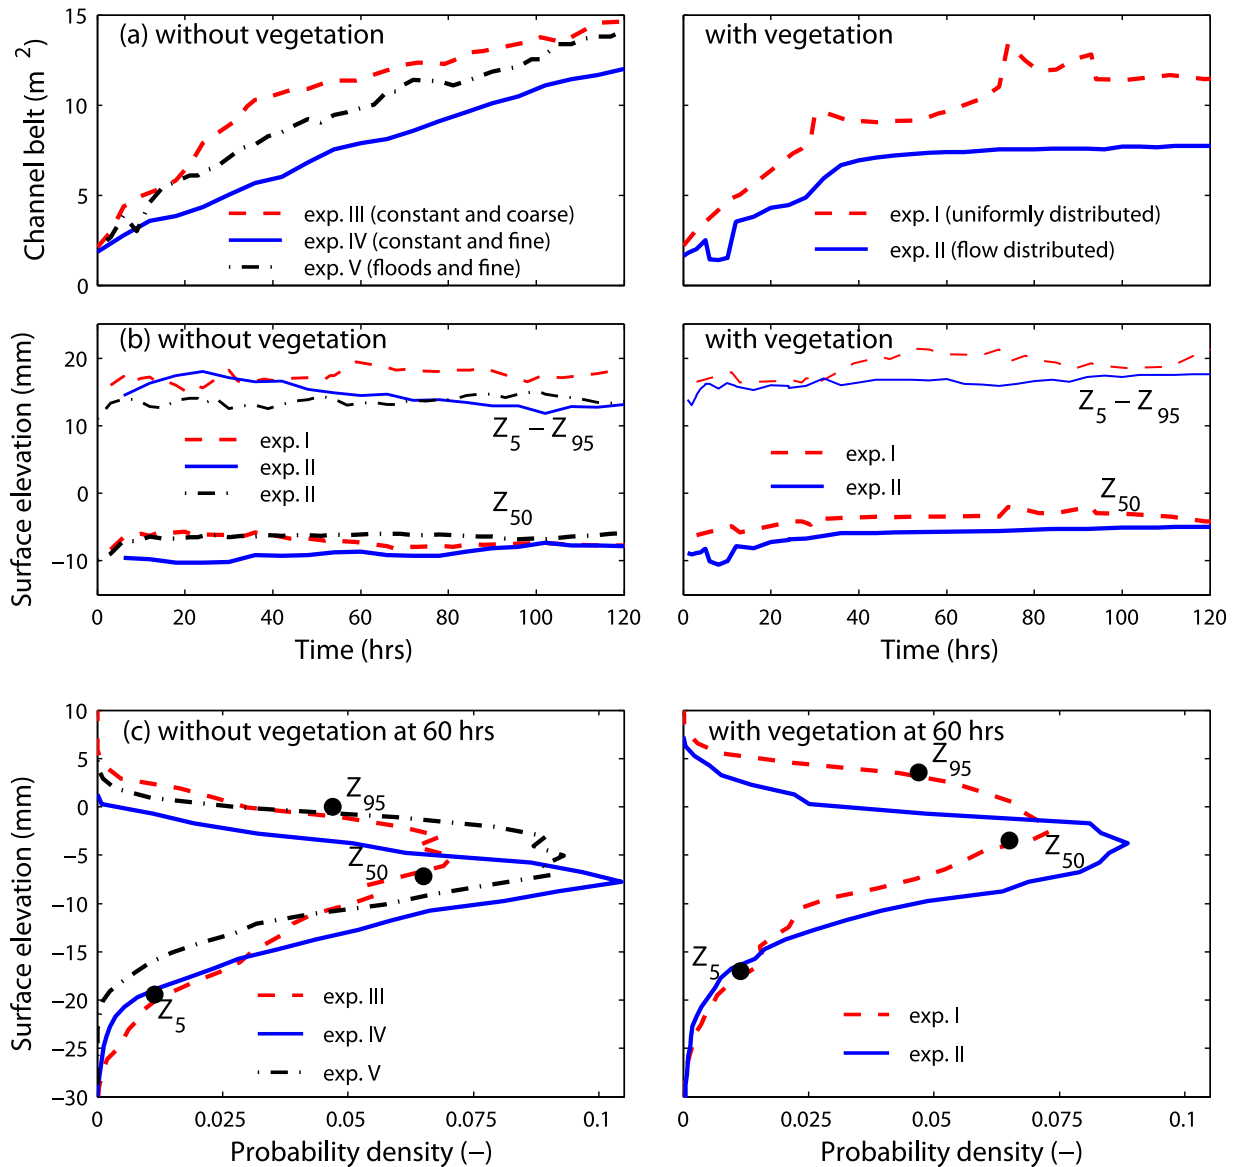 (a) without vegetation
with vegetation
15
10
5
0
Channel belt (m 2)
exp. III (constant and coarse)
exp. IV (constant and fine)
exp. V (floods and fine)
exp. I (uniformly distributed)
exp. II (flow distributed)
(b) without vegetation
with vegetation
20
10
0
−10
Surface elevation (mm)
Z5 − Z95
exp. I
exp. II
exp. II
Z50
Z5 − Z95
exp. I
exp. II
Z50
0 20 40 60 80 100 120
0 20 40 60 80 100 120
Time (hrs)
Time (hrs)
(c) without vegetation at 60 hrs
with vegetation at 60 hrs
10
5
0
−5
−10
−15
−20
−25
−30
Surface elevation (mm)
Z95
Z50
Z5
exp. III
exp. IV
exp. V
Z95
Z50
Z5
exp. I
exp. II
0 0.025 0.05 0.075 0.1
0 0.025 0.05 0.075 0.1
Probability density (−)
Probability density (−)